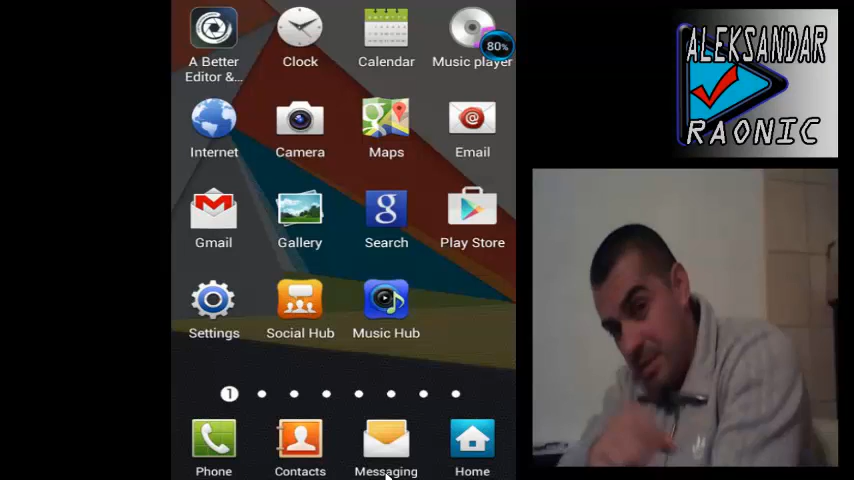 A Better
Editor &...
Clock
Calendar
Music player
80%
Internet
Camera
Maps
Email
Gmail
Gallery
Search
Play Store
Settings
Social Hub
Music Hub
1
Phone
Contacts
Messaging
Home
ALEKSANDAR
RAONIC